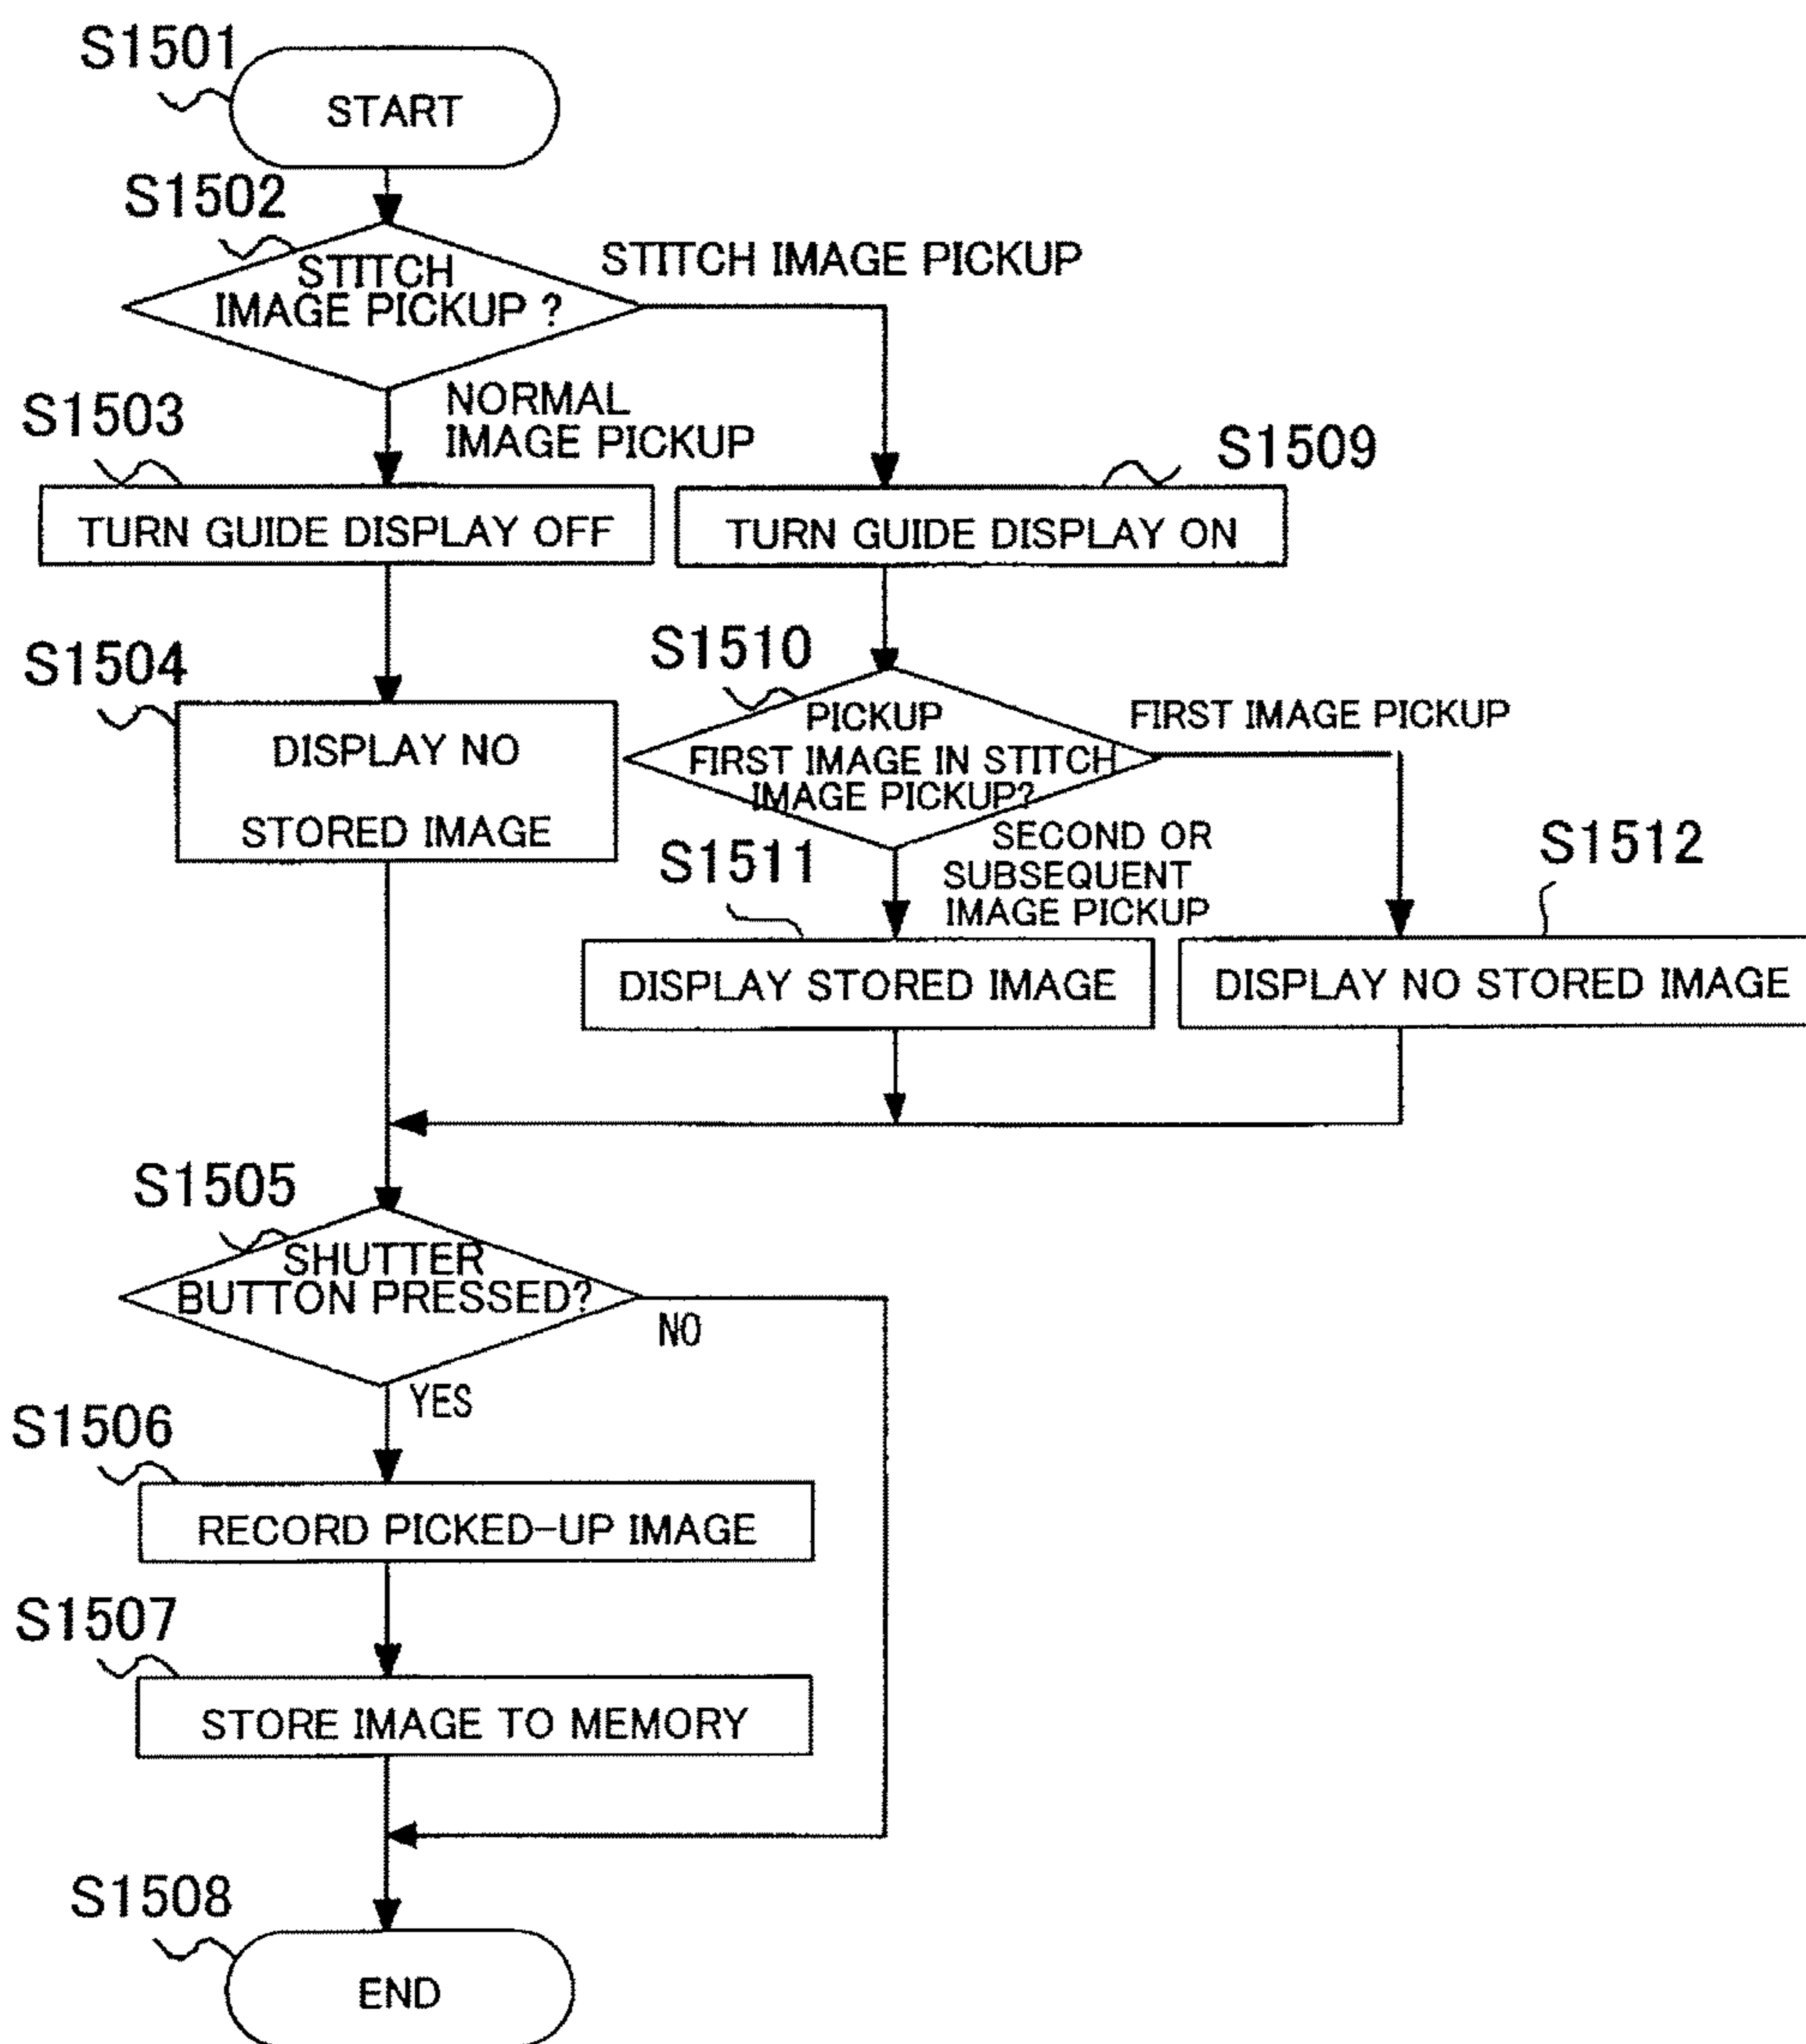 S1501
START
S1502
STITCH
IMAGE PICKUP ?
STITCH IMAGE PICKUP
NORMAL
IMAGE PICKUP
S1503
TURN GUIDE DISPLAY OFF
S1509
TURN GUIDE DISPLAY ON
S1504
DISPLAY NO
STORED IMAGE
S1510
PICKUP
FIRST IMAGE IN STITCH
IMAGE PICKUP?
FIRST IMAGE PICKUP
SECOND OR
SUBSEQUENT
IMAGE PICKUP
S1511
DISPLAY STORED IMAGE
S1512
DISPLAY NO STORED IMAGE
S1505
SHUTTER
BUTTON PRESSED?
NO
YES
S1506
RECORD PICKED-UP IMAGE
S1507
STORE IMAGE TO MEMORY
S1508
END